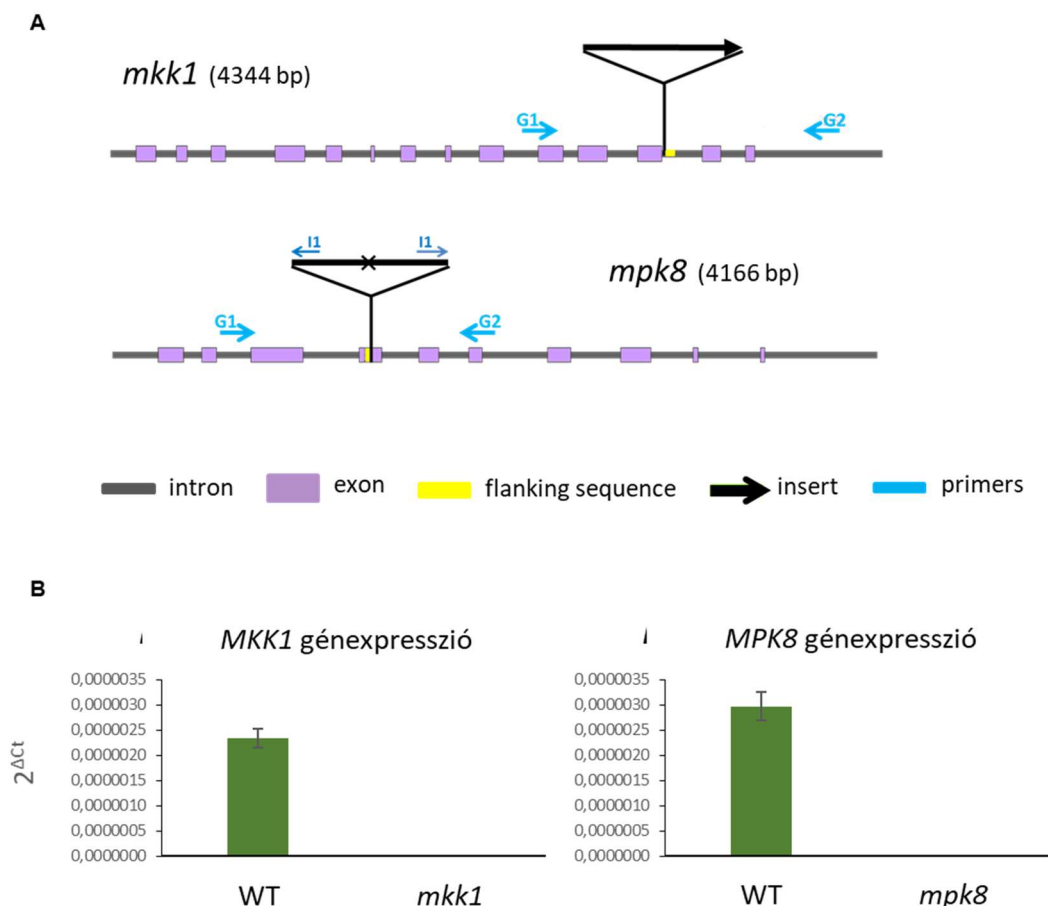 A
mkk1 (4344 bp)
G1
G2
I1 I1
mpk8 (4166 bp)
G1
G2
intron exon flanking sequence insert primers
B
MKK1 génexpresszió
0,0000035
0,0000030
0,0000025
0,0000020
0,0000015
0,0000010
0,0000005
0,0000000
2^ΔCt
WT mkk1
MPK8 génexpresszió
0,0000035
0,0000030
0,0000025
0,0000020
0,0000015
0,0000010
0,0000005
0,0000000
WT mpk8